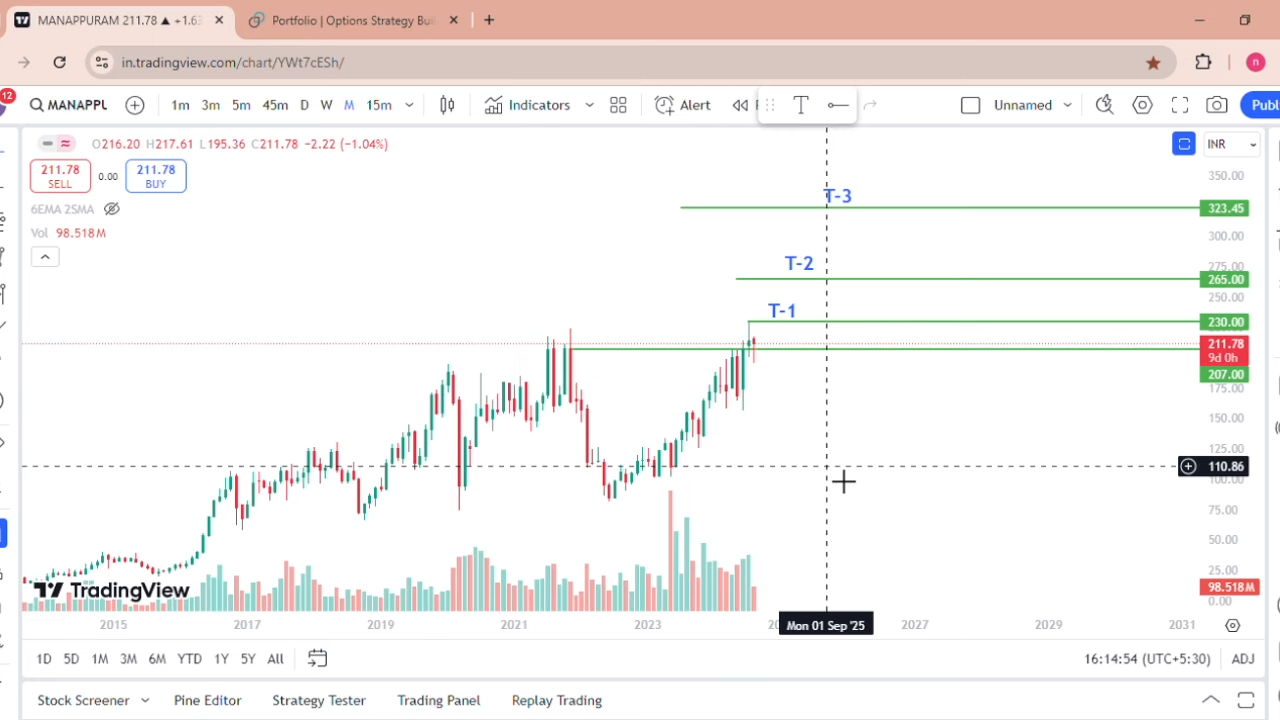 MANAPPURAM 211.78 ▲ +1.63
Portfolio | Options Strategy Bui
in.tradingview.com/chart/YWt7cESh/
n
12
MANAPPU
1m 3m 5m 45m D W M 15m
Indicators
Alert
T
Unnamed
Publ
O216.20 H217.61 L195.36 C211.78 -2.22 (-1.04%)
INR
211.78
SELL
0.00
211.78
BUY
6EMA 2SMA
Vol 98.518M
350.00
T-3
323.45
300.00
T-2
275.00
265.00
250.00
T-1
230.00
211.78
9d 0h
207.00
175.00
150.00
125.00
110.86
100.00
75.00
50.00
25.00
TradingView
98.518M
0.00
2015 2017 2019 2021 2023 Mon 01 Sep '25 2027 2029 2031
1D 5D 1M 3M 6M YTD 1Y 5Y All
16:14:54 (UTC+5:30) ADJ
Stock Screener Pine Editor Strategy Tester Trading Panel Replay Trading